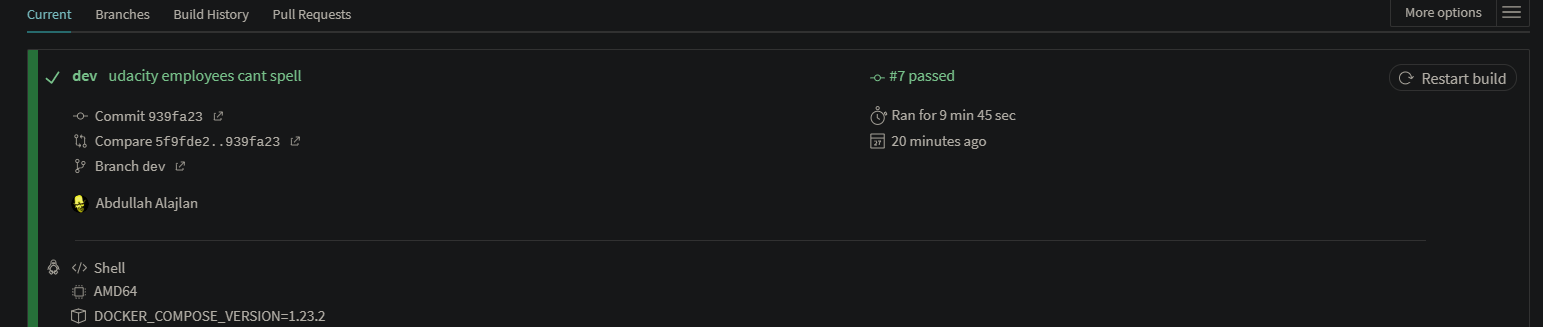 Current Branches Build History Pull Requests More options
dev udacity employees cant spell #7 passed Restart build
Commit 939fa23 Ran for 9 min 45 sec
Compare 5f9fde2..939fa23 20 minutes ago
Branch dev
Abdullah Alajlan
</> Shell
AMD64
DOCKER_COMPOSE_VERSION=1.23.2